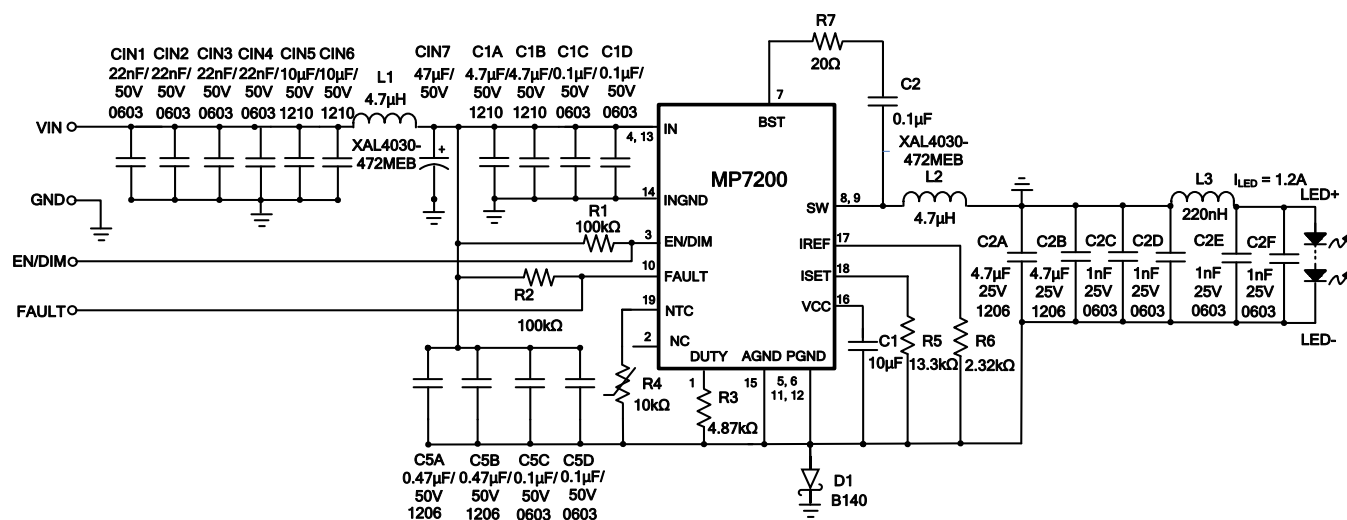 R7
20Ω
CIN1 CIN2 CIN3 CIN4 CIN5 CIN6
22nF/ 22nF/ 22nF/ 22nF/ 10µF/ 10µF/
50V 50V 50V 50V 50V 50V
0603 0603 0603 0603 1210 1210
L1
4.7µH
XAL4030-
472MEB
CIN7
47µF/
50V
C1A C1B C1C C1D
4.7µF/ 4.7µF/ 0.1µF/ 0.1µF/
50V 50V 50V 50V
1210 1210 0603 0603
C2
0.1µF
XAL4030-
472MEB
L2
4.7µH
7
BST
VIN
GND
EN/DIM
FAULT
4, 13
IN
14
INGND
R1
100kΩ
3
EN/DIM
10
FAULT
R2
100kΩ
19
NTC
2
NC
MP7200
8, 9
SW
17
IREF
18
ISET
16
VCC
DUTY AGND PGND
1
15
5, 6
11, 12
R4
10kΩ
R3
4.87kΩ
C1
10µF
R5
13.3kΩ
R6
2.32kΩ
L3
220nH
ILED = 1.2A
LED+
LED-
C2A C2B C2C C2D C2E C2F
4.7µF 4.7µF 1nF 1nF 1nF 1nF
25V 25V 25V 25V 25V 25V
1206 1206 0603 0603 0603 0603
C5A C5B C5C C5D
0.47µF/ 0.47µF/ 0.1µF/ 0.1µF/
50V 50V 50V 50V
1206 1206 0603 0603
D1
B140